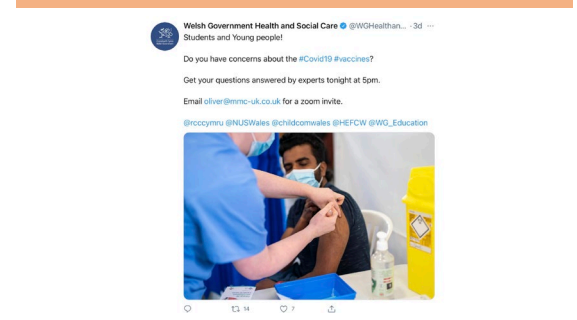 Welsh Government Health and Social Care @WGHealthan... · 3d ···
Students and Young people!
Do you have concerns about the #Covid19 #vaccines?
Get your questions answered by experts tonight at 5pm.
Email oliver@mmc-uk.co.uk for a zoom invite.
@rcccymru @NUSWales @childcomwales @HEFCW @WG_Education
14
7